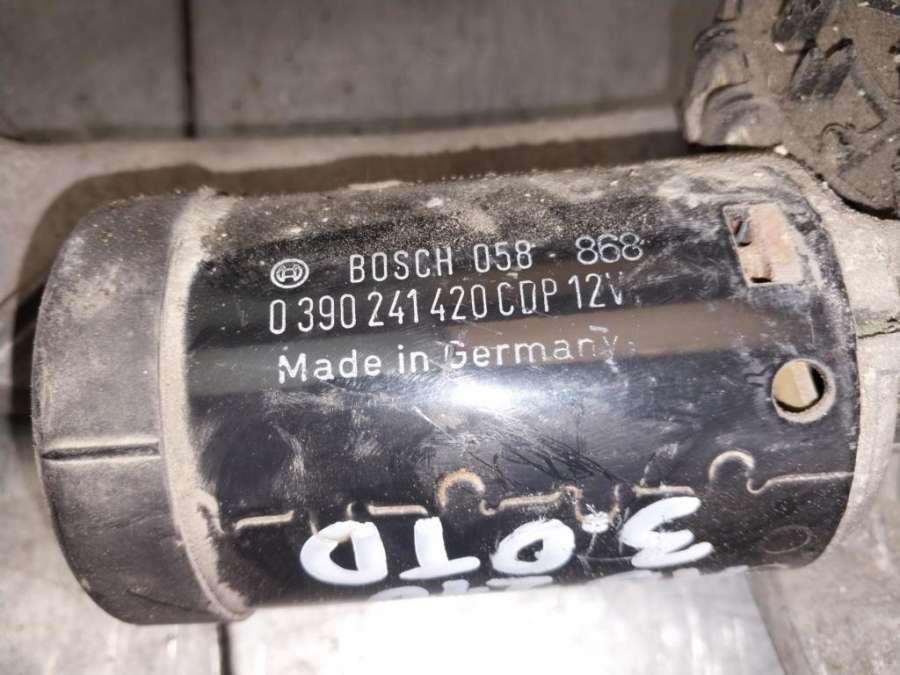 BOSCH 058 - 868
0 390 241 420 CDP 12V
Made in Germany
3.0TD